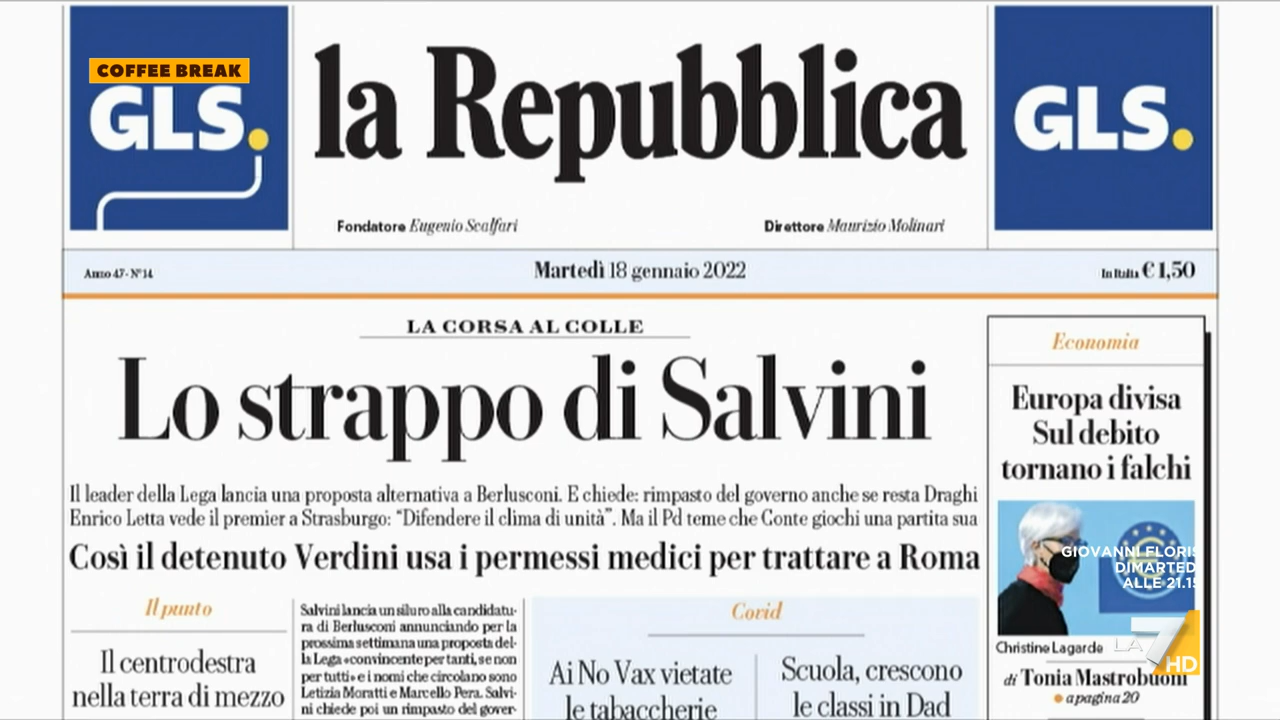 COFFEE BREAK
GLS.
la Repubblica
GLS.
Fondatore Eugenio Scalfari
Direttore Maurizio Molinari
Anno 47 - N° 14
Martedì 18 gennaio 2022
In Italia € 1,50
LA CORSA AL COLLE
Lo strappo di Salvini
Il leader della Lega lancia una proposta alternativa a Berlusconi. E chiede: rimpasto del governo anche se resta Draghi
Enrico Letta vede il premier a Strasburgo: “Difendere il clima di unità”. Ma il Pd teme che Conte giochi una partita sua
Così il detenuto Verdini usa i permessi medici per trattare a Roma
Il punto
Il centrodestra
nella terra di mezzo
Salvini lancia un siluro alla candidatu-
ra di Berlusconi annunciando per la
prossima settimana una proposta del-
la Lega «convincente per tanti, se non
per tutti» e i nomi che circolano sono
Letizia Moratti e Marcello Pera. Salvi-
ni chiede poi un rimpasto del gover-
Covid
Ai No Vax vietate
le tabaccherie
Scuola, crescono
le classi in Dad
Economia
Europa divisa
Sul debito
tornano i falchi
GIOVANNI FLORIS
DIMARTEDÌ
ALLE 21.15
Christine Lagarde
di Tonia Mastrobuoni
a pagina 20
LA 7 HD